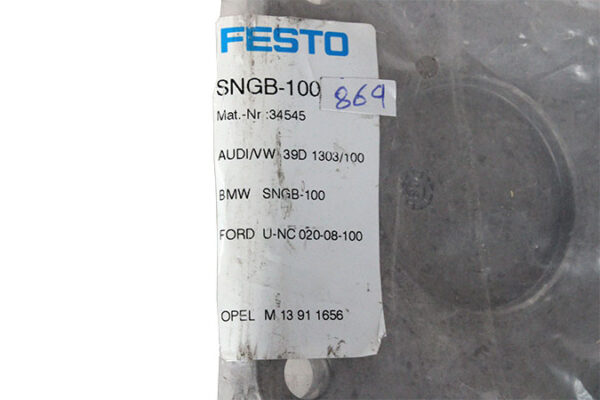 FESTO
SNGB-100 869
Mat.-Nr :34545
AUDI/VW 39D 1303/100
BMW SNGB-100
FORD U-NC 020-08-100
OPEL M 13 91 1656